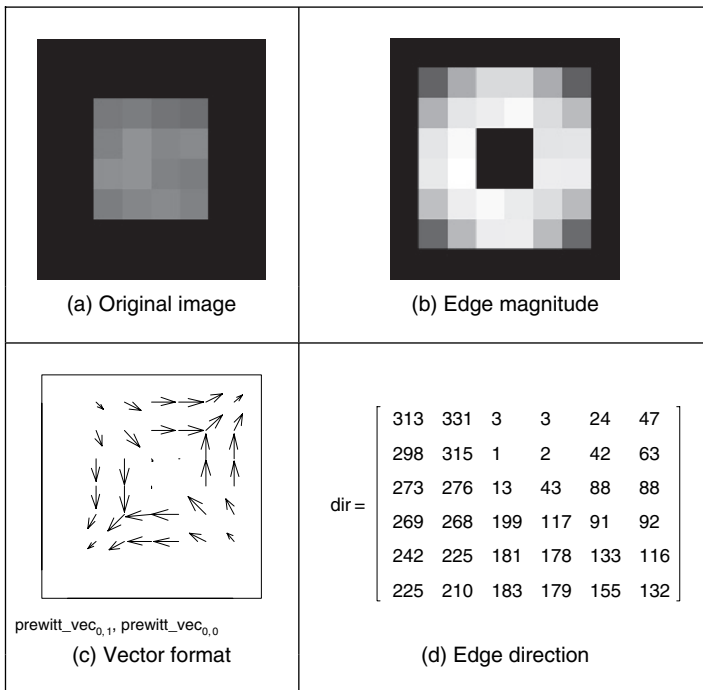 (a) Original image
(b) Edge magnitude
prewitt_vec0, 1, prewitt_vec0, 0
(c) Vector format
dir =
313 331 3 3 24 47
298 315 1 2 42 63
273 276 13 43 88 88
269 268 199 117 91 92
242 225 181 178 133 116
225 210 183 179 155 132
(d) Edge direction